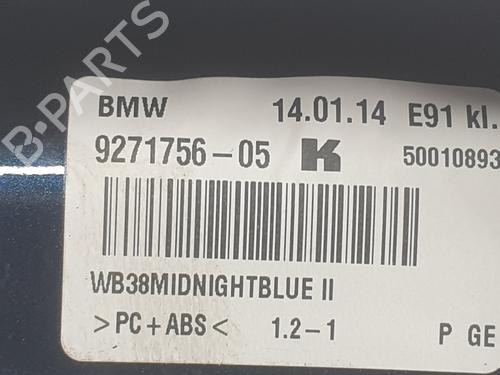 B-PARTS
BMW 14.01.14 E91 kl.
9271756-05 K 50010893
WB38MIDNIGHTBLUE II
>PC+ABS< 1.2-1 P GE